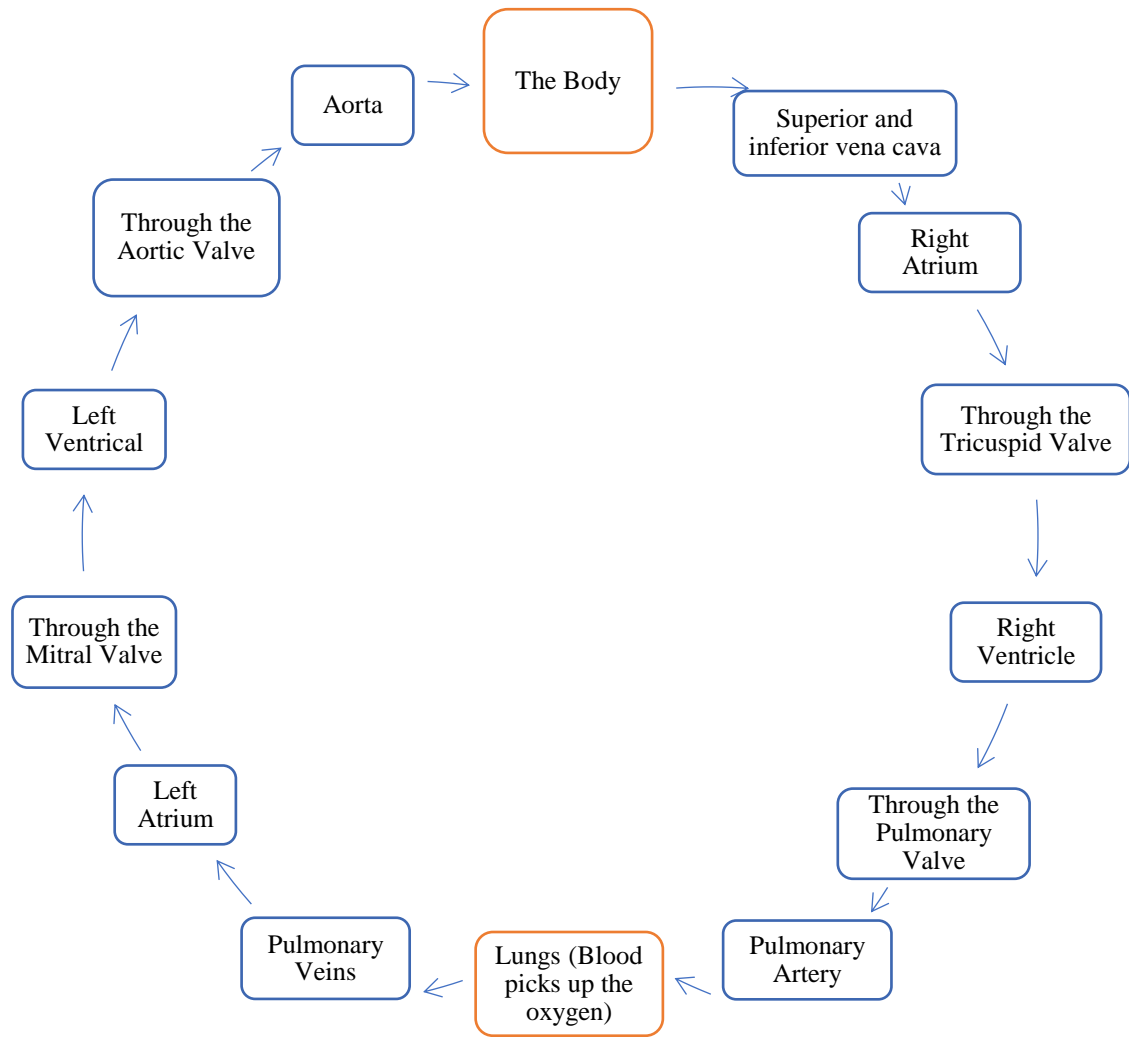 The Body
Superior and
inferior vena cava
Right
Atrium
Through the
Tricuspid Valve
Right
Ventricle
Through the
Pulmonary
Valve
Pulmonary
Artery
Lungs (Blood
picks up the
oxygen)
Pulmonary
Veins
Left
Atrium
Through the
Mitral Valve
Left
Ventrical
Through the
Aortic Valve
Aorta